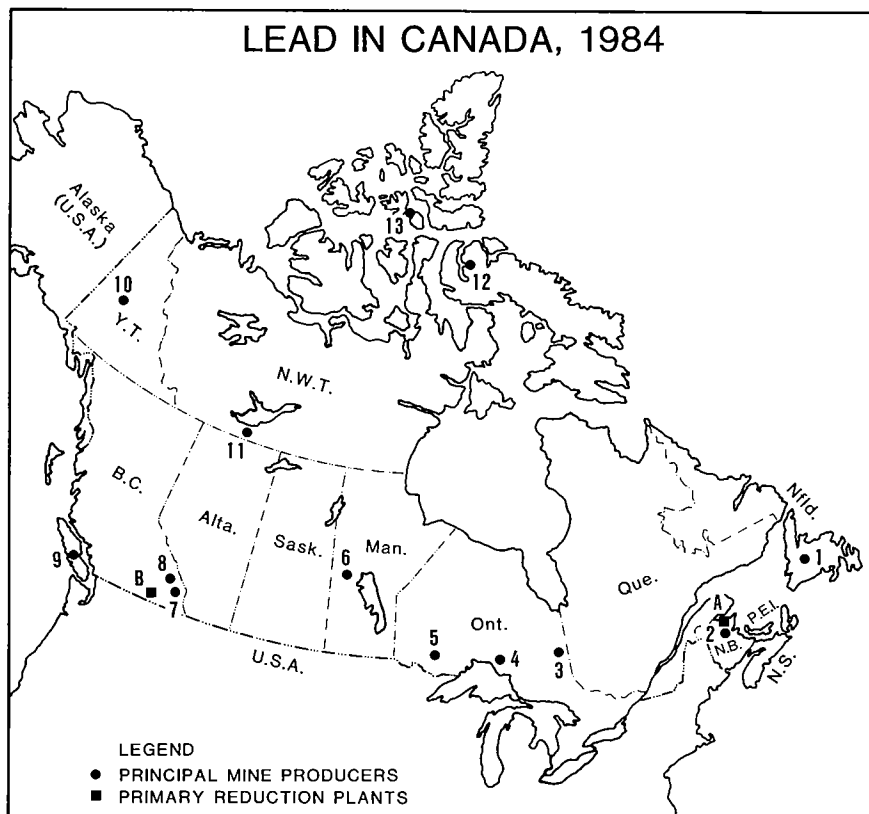 LEAD IN CANADA, 1984
Alaska
(U.S.A.)
13
12
10
Y.T.
N.W.T.
11
B.C.
Alta.
Sask.
Man.
Nfld.
9
8
B
7
6
1
Que.
A
P.E.I.
2
N.B.
N.S.
5
Ont.
4
3
U.S.A.
LEGEND
PRINCIPAL MINE PRODUCERS
PRIMARY REDUCTION PLANTS